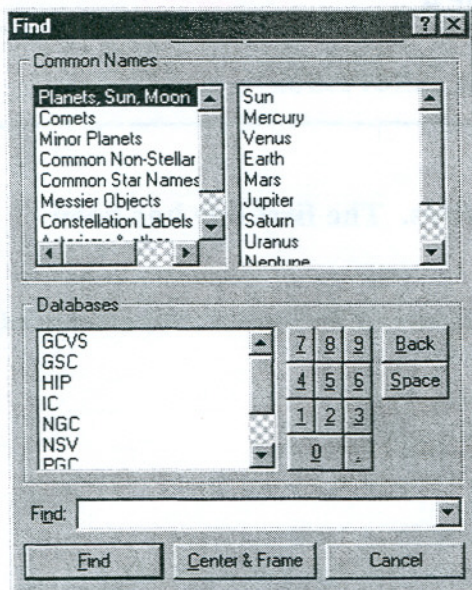 Find
Common Names
Planets, Sun, Moon
Comets
Minor Planets
Common Non-Stellar
Common Star Names
Messier Objects
Constellation Labels
Sun
Mercury
Venus
Earth
Mars
Jupiter
Saturn
Uranus
Neptune
Databases
GCVS
GSC
HIP
IC
NGC
NSV
PGC
7 8 9 Back
4 5 6 Space
1 2 3
0 .
Find:
Find Center & Frame Cancel